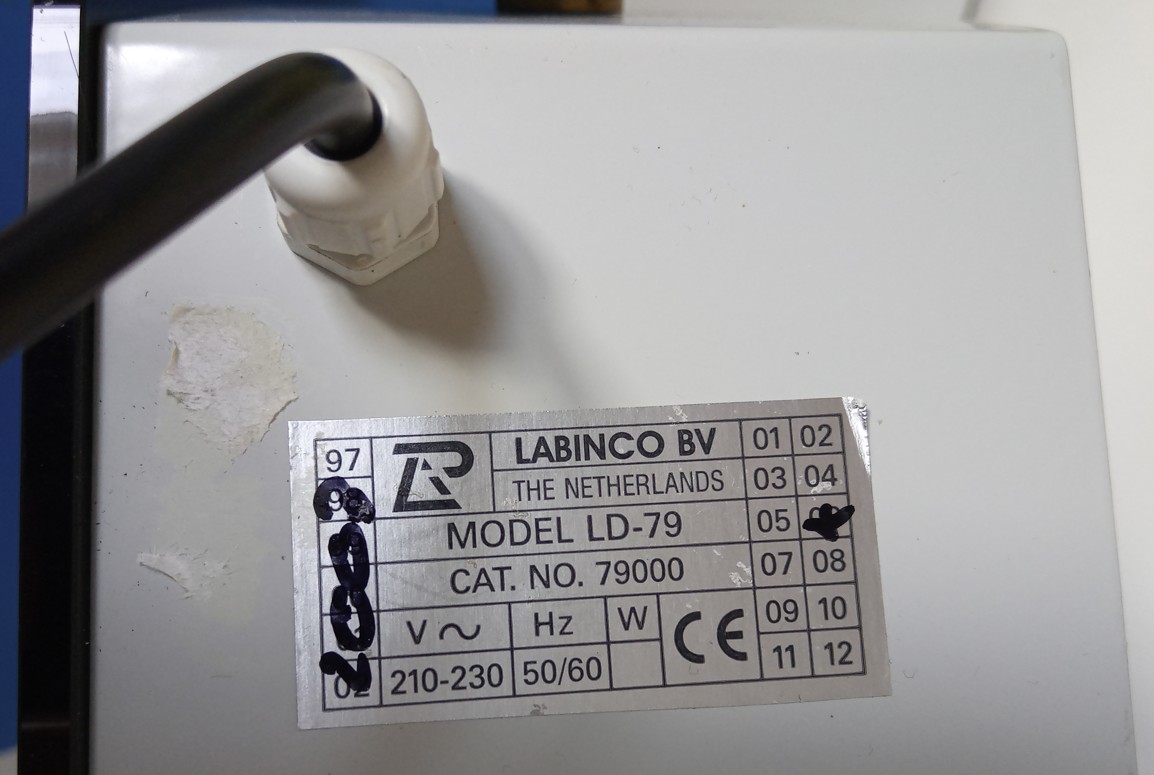 LABINCO BV
THE NETHERLANDS
MODEL LD-79
CAT. NO. 79000
V~ Hz W
210-230 50/60
CE
97
2003
02
01 02
03 04
05
07 08
09 10
11 12